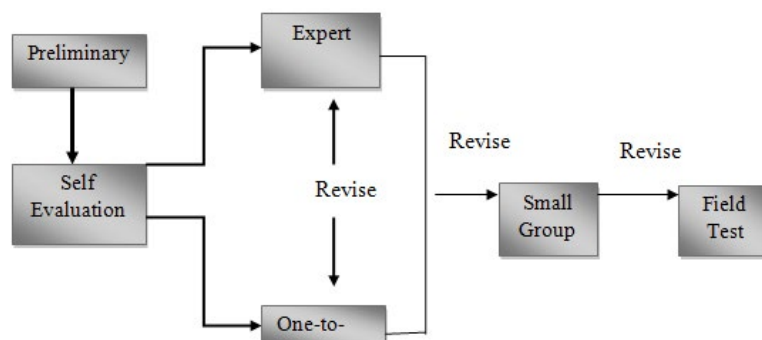 Preliminary
Expert
Self
Evaluation
Revise
One-to-
Revise
Small
Group
Revise
Field
Test